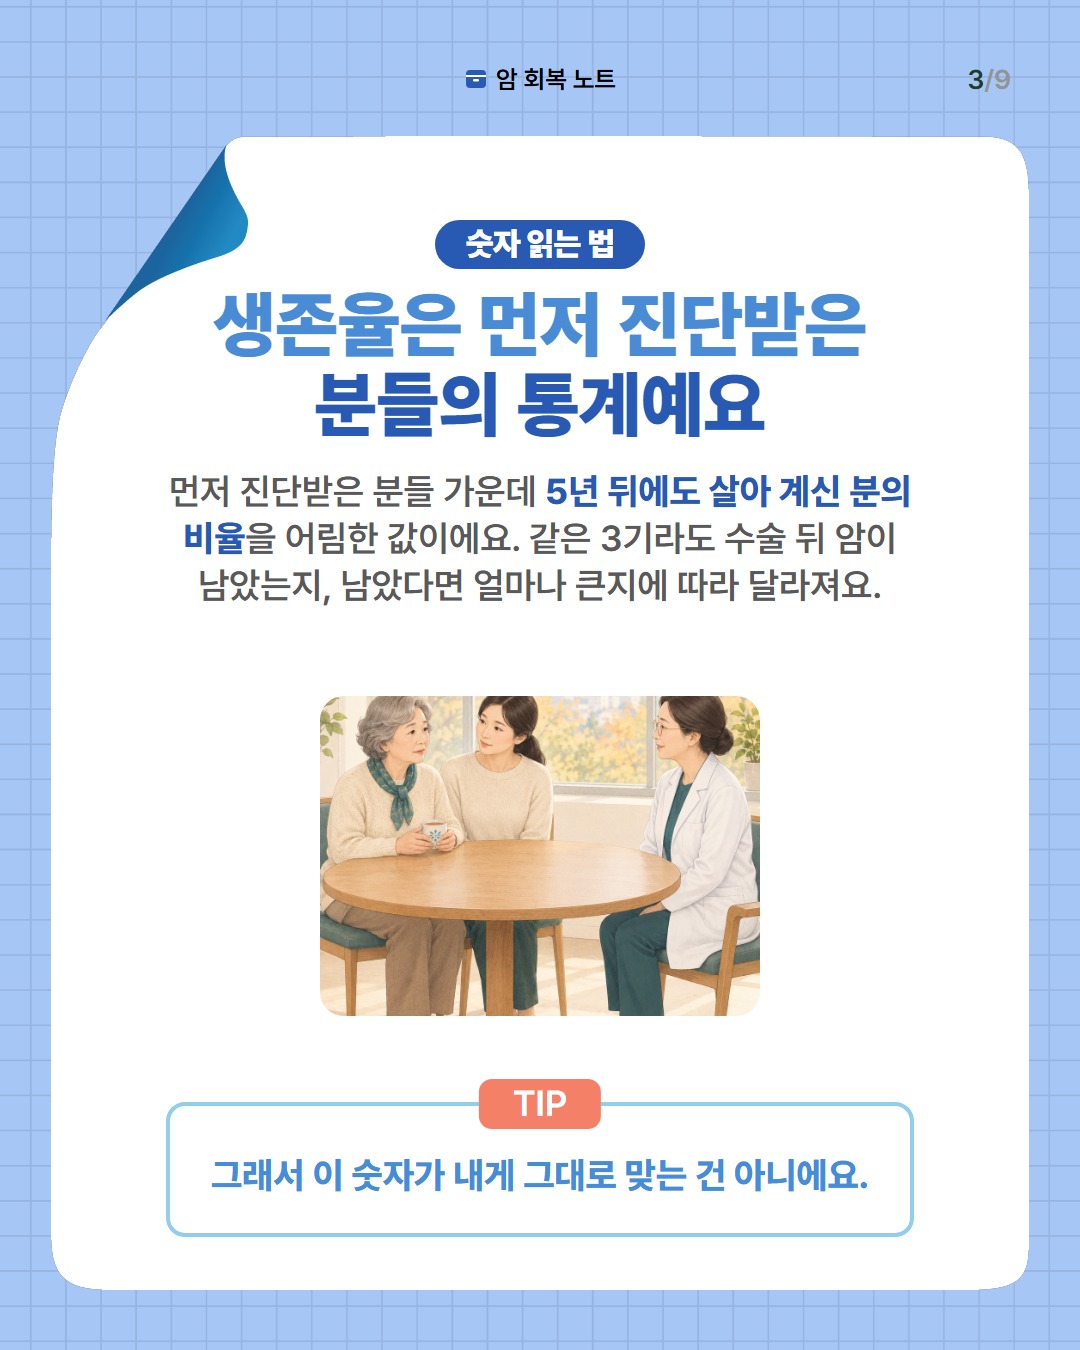 암 회복 노트
3/9
숫자 읽는 법
생존율은 먼저 진단받은
분들의 통계예요
먼저 진단받은 분들 가운데 5년 뒤에도 살아 계신 분의
비율을 어림한 값이에요. 같은 3기라도 수술 뒤 암이
남았는지, 남았다면 얼마나 큰지에 따라 달라져요.
TIP
그래서 이 숫자가 내게 그대로 맞는 건 아니에요.